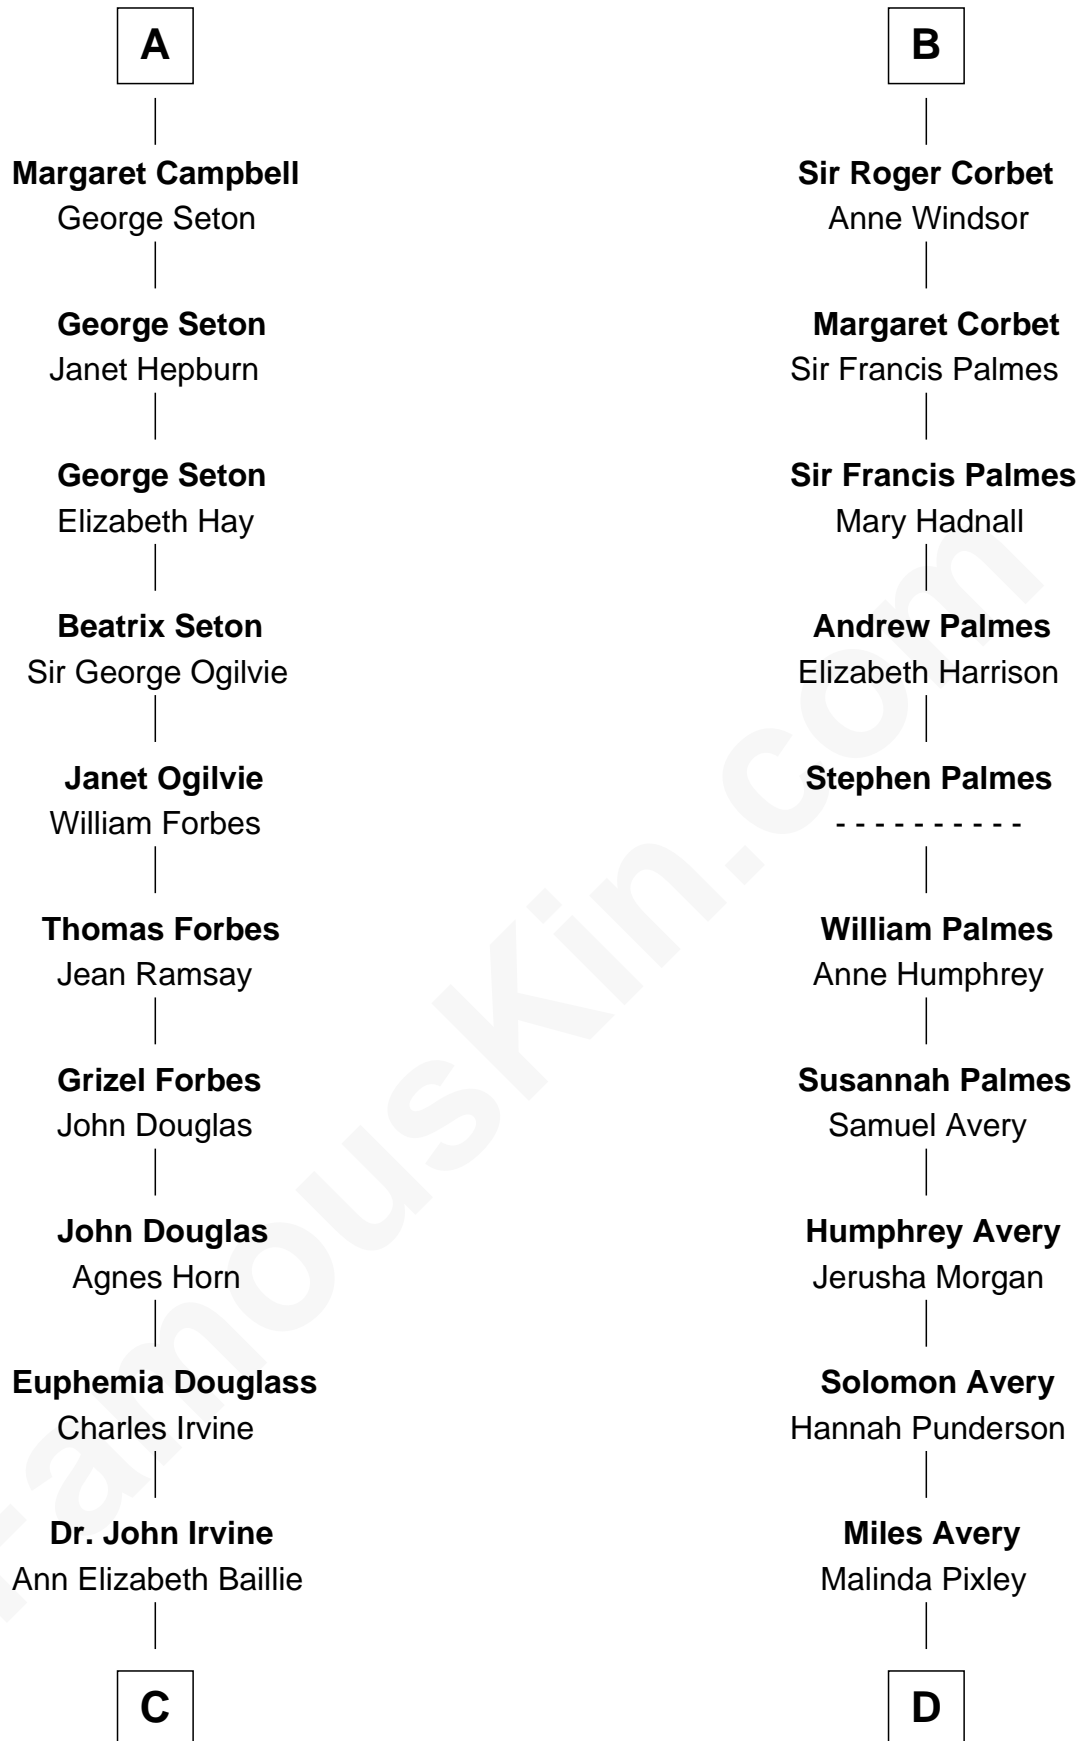 A
Margaret Campbell
George Seton
George Seton
Janet Hepburn
George Seton
Elizabeth Hay
Beatrix Seton
Sir George Ogilvie
Janet Ogilvie
William Forbes
Thomas Forbes
Jean Ramsay
Grizel Forbes
John Douglas
John Douglas
Agnes Horn
Euphemia Douglass
Charles Irvine
Dr. John Irvine
Ann Elizabeth Baillie
C
B
Sir Roger Corbet
Anne Windsor
Margaret Corbet
Sir Francis Palmes
Sir Francis Palmes
Mary Hadnall
Andrew Palmes
Elizabeth Harrison
Stephen Palmes
- - - - - - - - - -
William Palmes
Anne Humphrey
Susannah Palmes
Samuel Avery
Humphrey Avery
Jerusha Morgan
Solomon Avery
Hannah Punderson
Miles Avery
Malinda Pixley
D
FamousKin.com